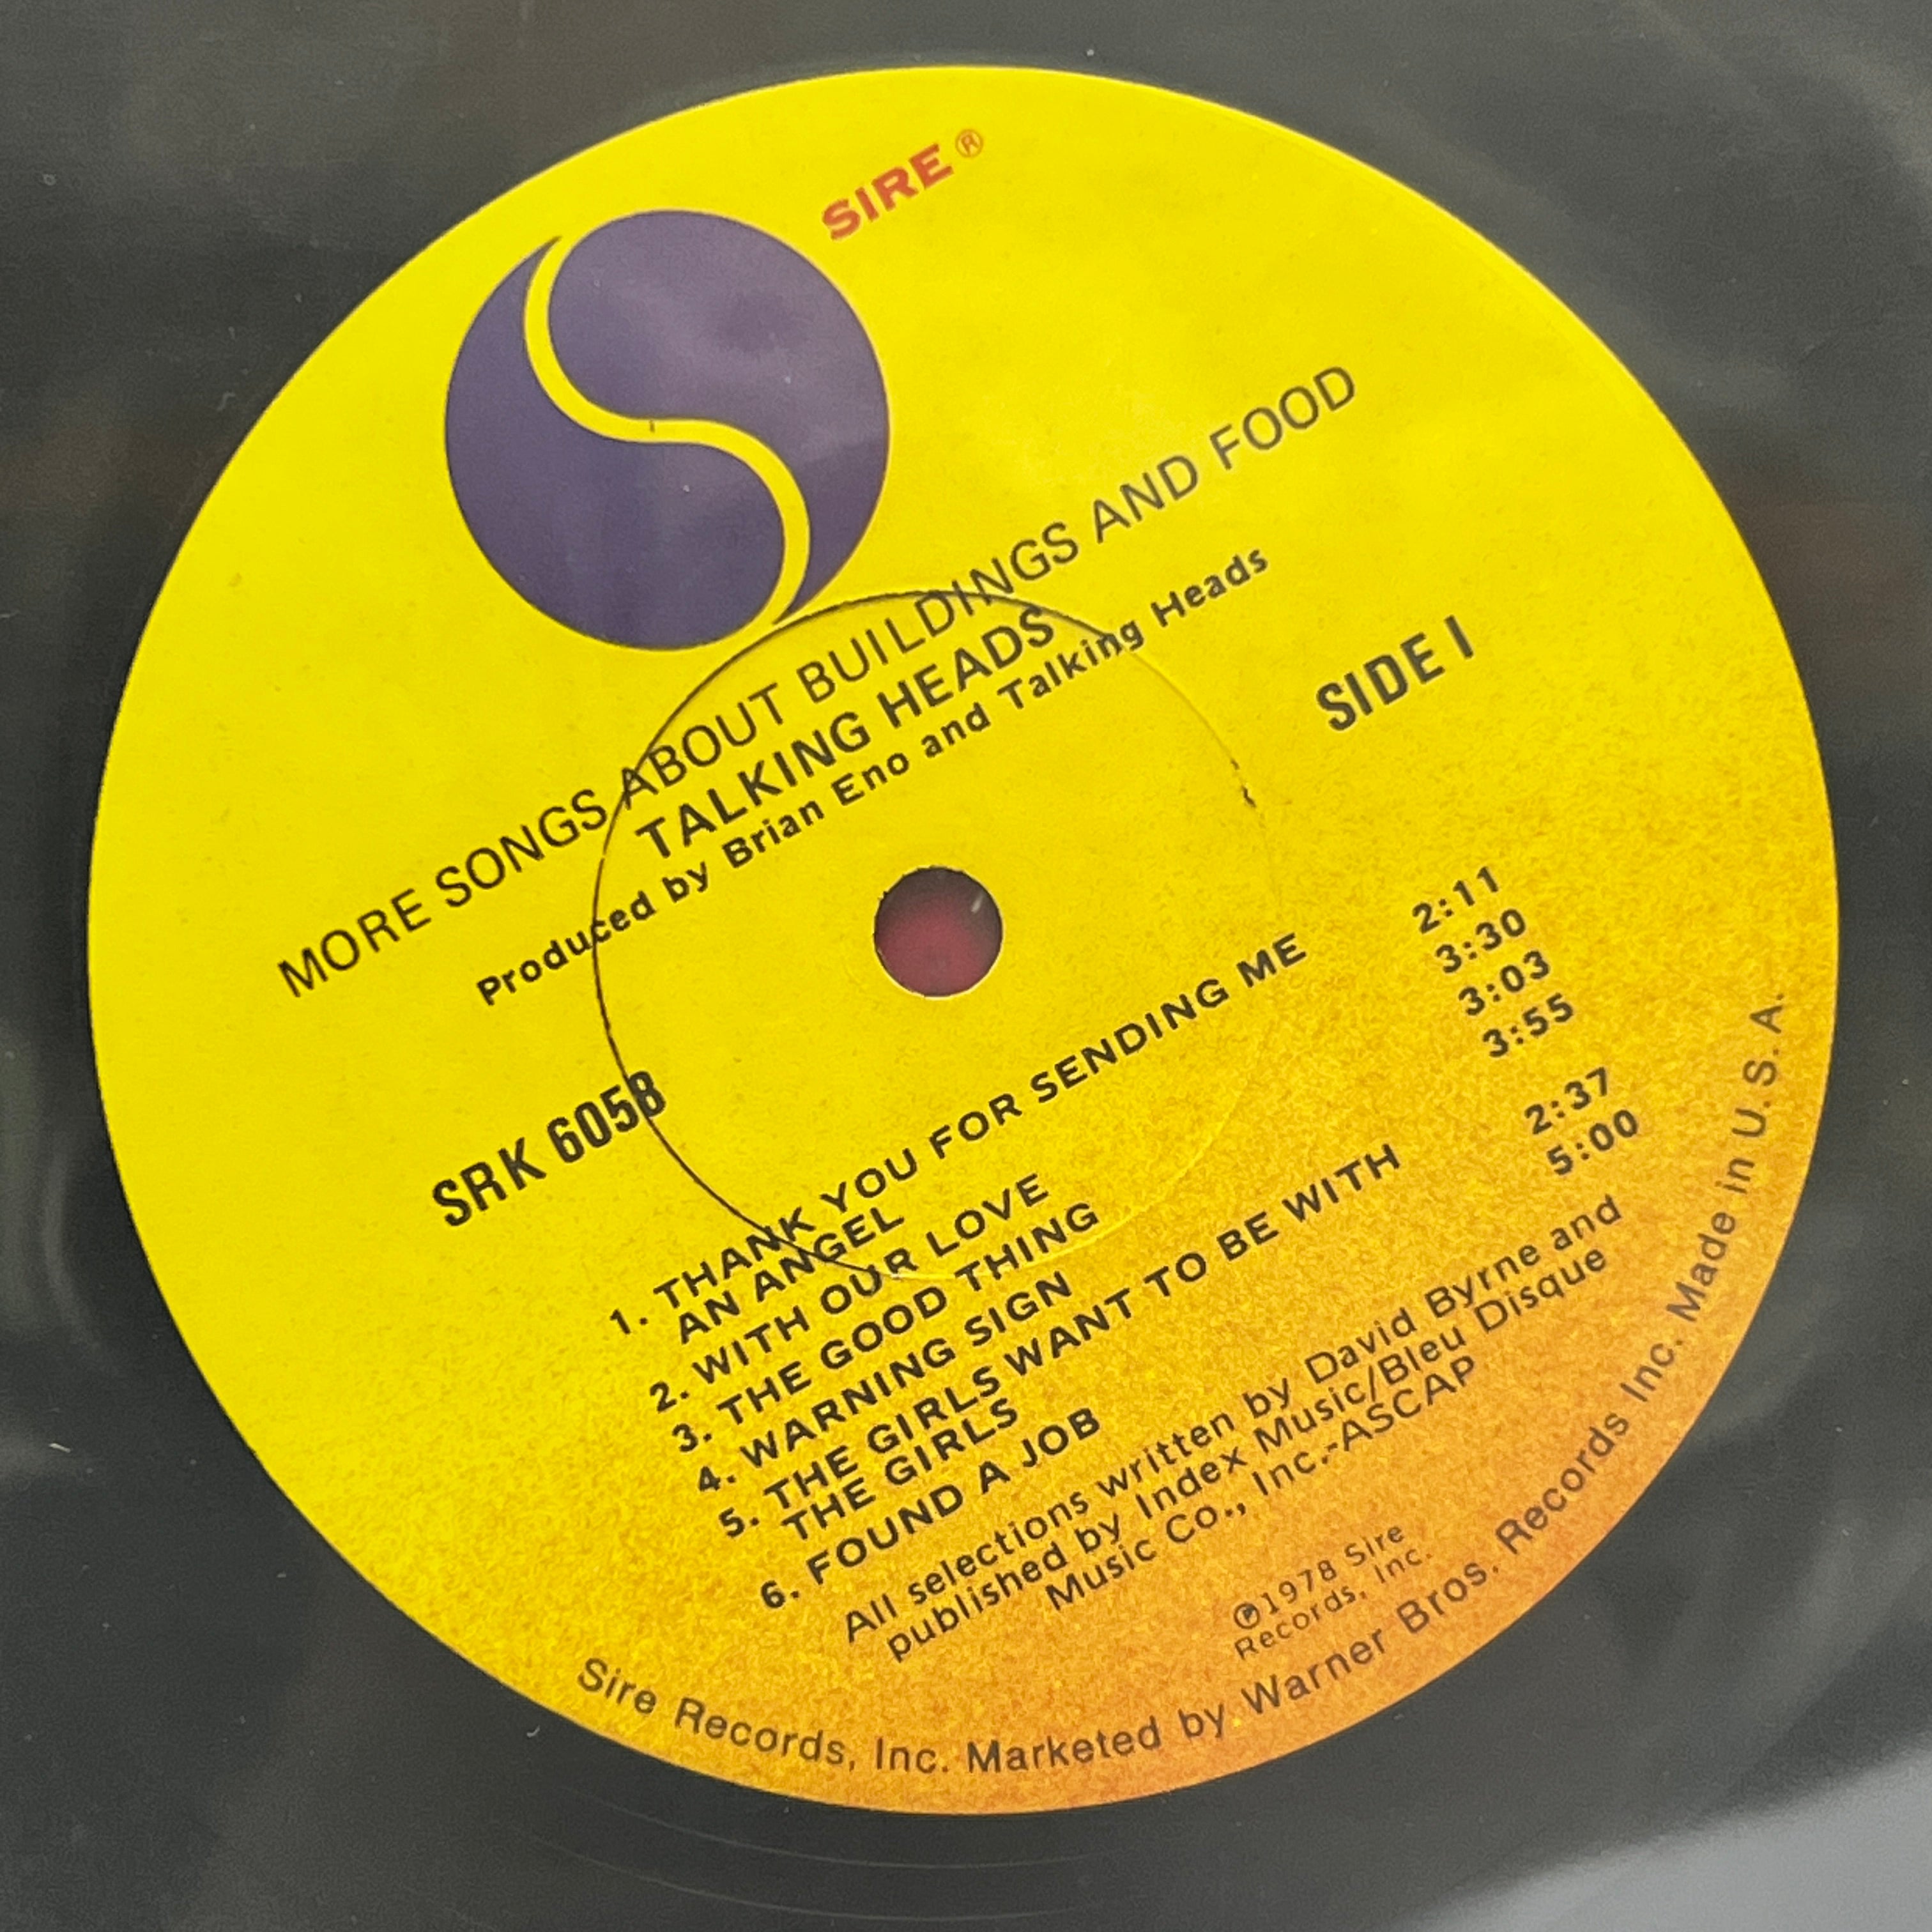 SIRE®
MORE SONGS ABOUT BUILDINGS AND FOOD
TALKING HEADS
Produced by Brian Eno and Talking Heads
SIDE I
SRK 6058
1. THANK YOU FOR SENDING ME 2:11
AN ANGEL
2. WITH OUR LOVE 3:30
3. THE GOOD THING 3:03
4. WARNING SIGN 3:55
5. THE GIRLS WANT TO BE WITH 2:37
THE GIRLS
6. FOUND A JOB 5:00
All selections written by David Byrne and
published by Index Music/Bleu Disque
Music Co., Inc.-ASCAP
℗1978 Sire
Records, Inc.
Sire Records, Inc. Marketed by Warner Bros. Records Inc. Made in U.S.A.